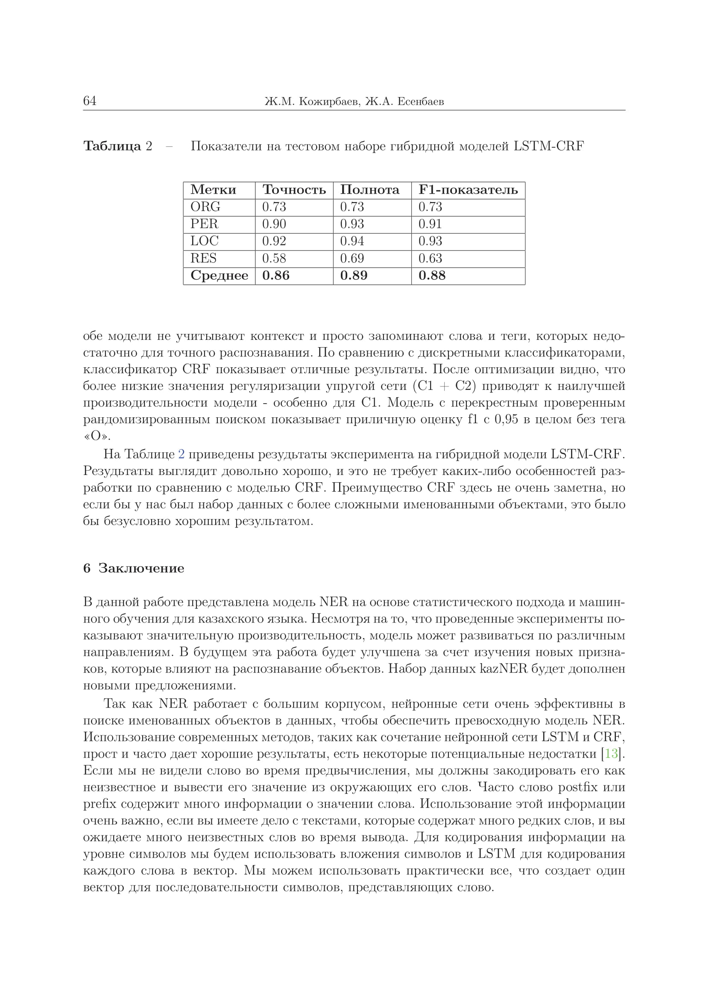 64
Ж.М. Кожирбаев, Ж.А. Есенбаев
Таблица 2 – Показатели на тестовом наборе гибридной моделей LSTM-CRF
Метки Точность Полнота F1-показатель
ORG 0.73 0.73 0.73
PER 0.90 0.93 0.91
LOC 0.92 0.94 0.93
RES 0.58 0.69 0.63
Среднее 0.86 0.89 0.88
обе модели не учитывают контекст и просто запоминают слова и теги, которых недо-
статочно для точного распознавания. По сравнению с дискретными классификаторами,
классификатор CRF показывает отличные результаты. После оптимизации видно, что
более низкие значения регуляризации упругой сети (C1 + C2) приводят к наилучшей
производительности модели - особенно для C1. Модель с перекрестным проверенным
рандомизированным поиском показывает приличную оценку f1 с 0,95 в целом без тега
«O».
На Таблице 2 приведены резудьтаты эксперимента на гибридной модели LSTM-CRF.
Резудьтаты выглядит довольно хорошо, и это не требует каких-либо особенностей раз-
работки по сравнению с моделью CRF. Преимущество CRF здесь не очень заметна, но
если бы у нас был набор данных с более сложными именованными объектами, это было
бы безусловно хорошим результатом.
6 Заключение
В данной работе представлена модель NER на основе статистического подхода и машин-
ного обучения для казахского языка. Несмотря на то, что проведенные эксперименты по-
казывают значительную производительность, модель может развиваться по различным
направлениям. В будущем эта работа будет улучшена за счет изучения новых призна-
ков, которые влияют на распознавание объектов. Набор данных kazNER будет дополнен
новыми предложениями.
Так как NER работает с большим корпусом, нейронные сети очень эффективны в
поиске именованных объектов в данных, чтобы обеспечить превосходную модель NER.
Использование современных методов, таких как сочетание нейронной сети LSTM и CRF,
прост и часто дает хорошие результаты, есть некоторые потенциальные недостатки [13].
Если мы не видели слово во время предвычисления, мы должны закодировать его как
неизвестное и вывести его значение из окружающих его слов. Часто слово postfix или
prefix содержит много информации о значении слова. Использование этой информации
очень важно, если вы имеете дело с текстами, которые содержат много редких слов, и вы
ожидаете много неизвестных слов во время вывода. Для кодирования информации на
уровне символов мы будем использовать вложения символов и LSTM для кодирования
каждого слова в вектор. Мы можем использовать практически все, что создает один
вектор для последовательности символов, представляющих слово.